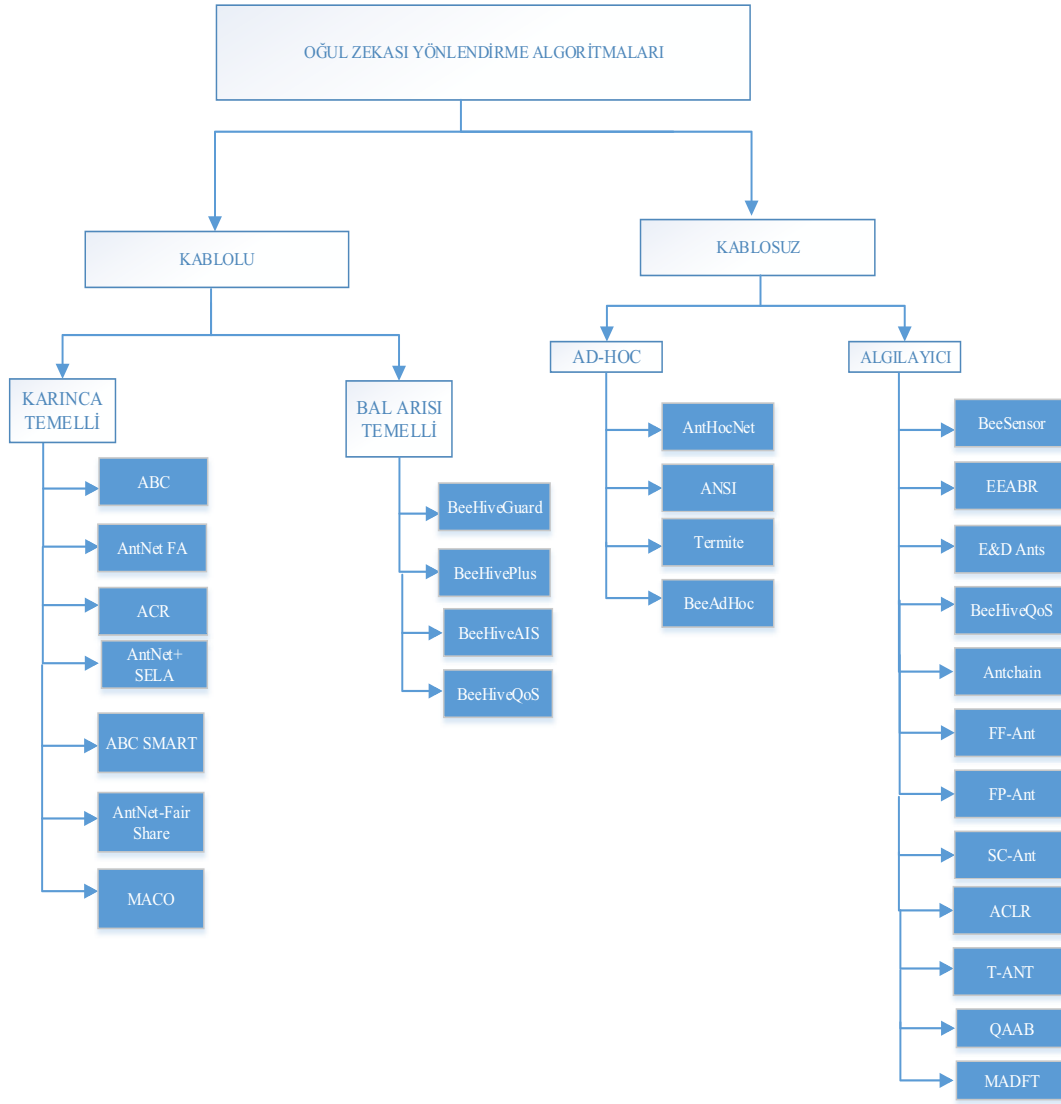 OĞUL ZEKASI YÖNLENDİRME ALGORİTMALARI
KABLOLU
KABLOSUZ
KARINCA
TEMELLİ
BAL ARISI
TEMELLİ
AD-HOC
ALGILAYICI
ABC
AntNet FA
ACR
AntNet+
SELA
ABC SMART
AntNet-Fair
Share
MACO
BeeHiveGuard
BeeHivePlus
BeeHiveAIS
BeeHiveQoS
AntHocNet
ANSI
Termite
BeeAdHoc
BeeSensor
EEABR
E&D Ants
BeeHiveQoS
Antchain
FF-Ant
FP-Ant
SC-Ant
ACLR
T-ANT
QAAB
MADFT